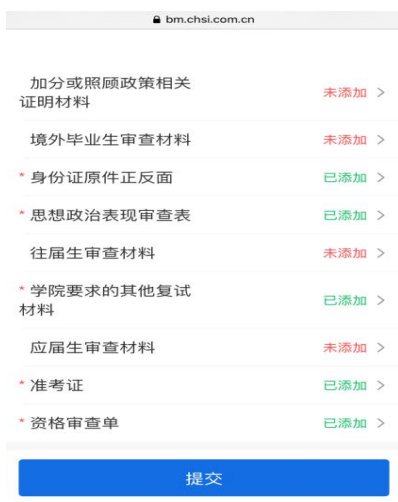 bm.chsi.com.cn
加分或照顾政策相关
证明材料
未添加 >
境外毕业生审查材料 未添加 >
* 身份证原件正反面 已添加 >
* 思想政治表现审查表 已添加 >
往届生审查材料 未添加 >
* 学院要求的其他复试
材料
已添加 >
应届生审查材料 未添加 >
* 准考证 已添加 >
* 资格审查单 已添加 >
提交